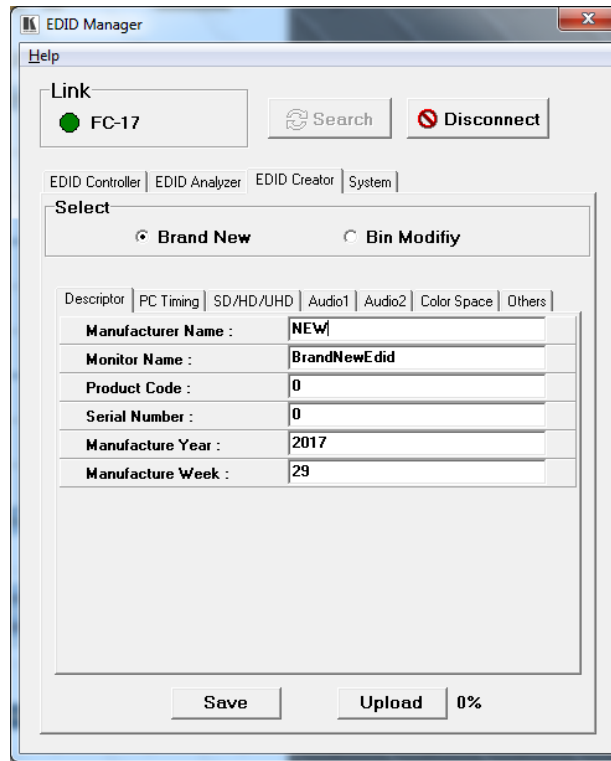 EDID Manager
Help
Link
FC-17
Search
Disconnect
EDID Controller
EDID Analyzer
EDID Creator
System
Select
Brand New
Bin Modifiy
Descriptor
PC Timing
SD/HD/UHD
Audio1
Audio2
Color Space
Others
Manufacturer Name : NEW
Monitor Name : BrandNewEdid
Product Code : 0
Serial Number : 0
Manufacture Year : 2017
Manufacture Week : 29
Save
Upload
0%